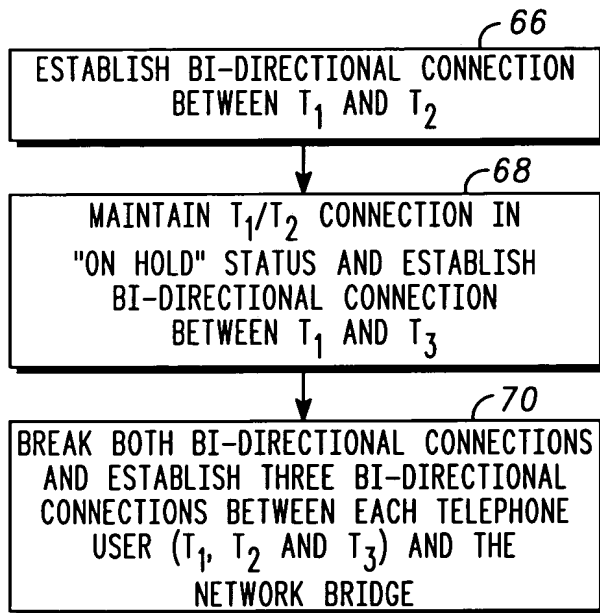 66
ESTABLISH BI-DIRECTIONAL CONNECTION
BETWEEN T1 AND T2
68
MAINTAIN T1/T2 CONNECTION IN
"ON HOLD" STATUS AND ESTABLISH
BI-DIRECTIONAL CONNECTION
BETWEEN T1 AND T3
70
BREAK BOTH BI-DIRECTIONAL CONNECTIONS
AND ESTABLISH THREE BI-DIRECTIONAL
CONNECTIONS BETWEEN EACH TELEPHONE
USER (T1, T2 AND T3) AND THE
NETWORK BRIDGE